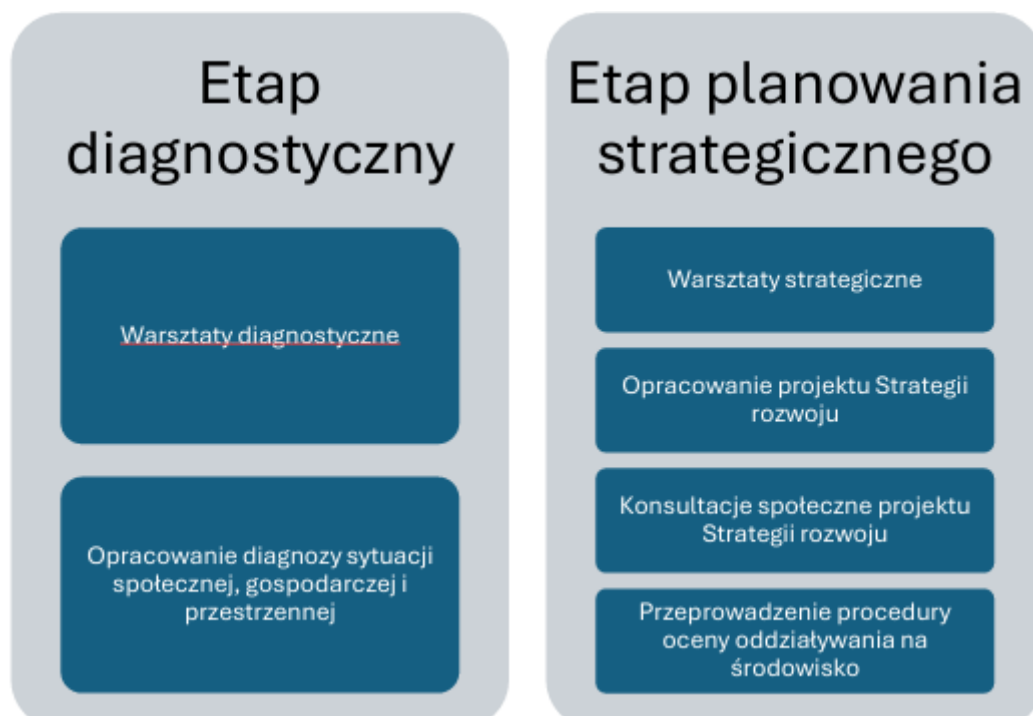 Etap
diagnostyczny
Warsztaty diagnostyczne
Opracowanie diagnozy sytuacji
społecznej, gospodarczej i
przestrzennej
Etap planowania
strategicznego
Warsztaty strategiczne
Opracowanie projektu Strategii
rozwoju
Konsultacje społeczne projektu
Strategii rozwoju
Przeprowadzenie procedury
oceny oddziaływania na
środowisko